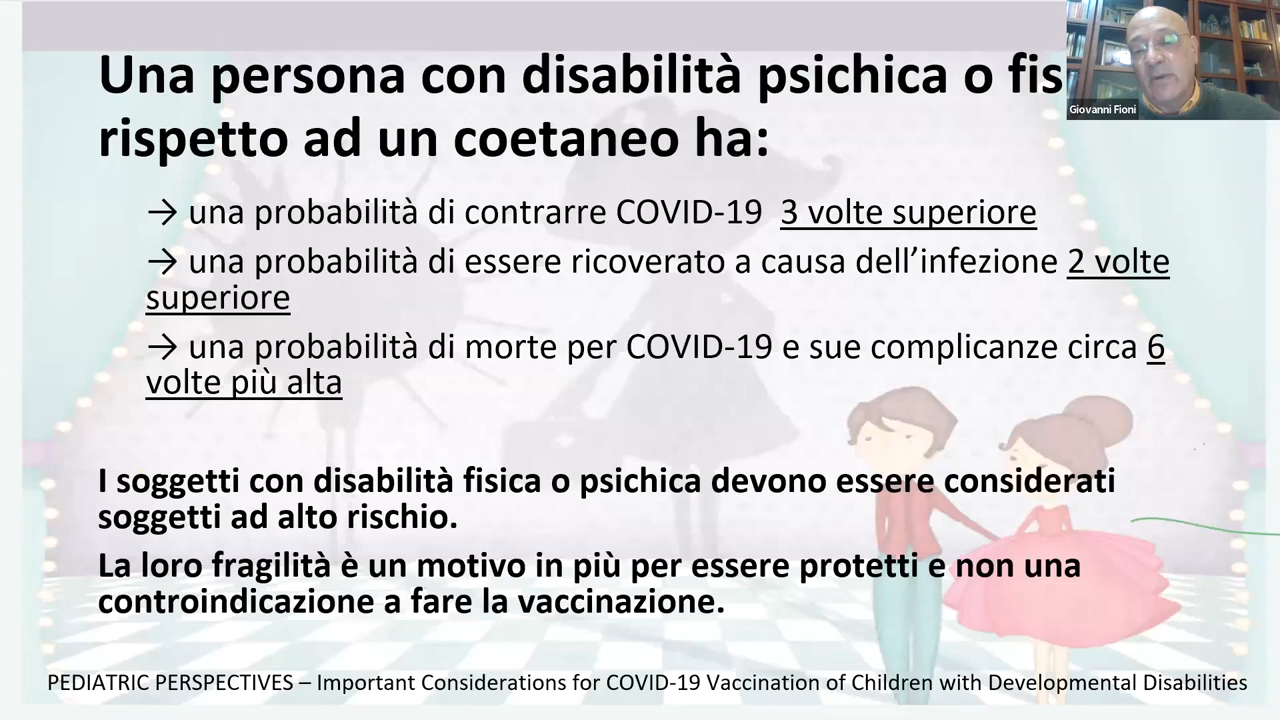 Una persona con disabilità psichica o fis
rispetto ad un coetaneo ha:
Giovanni Fioni
→ una probabilità di contrarre COVID-19 3 volte superiore
→ una probabilità di essere ricoverato a causa dell’infezione 2 volte
superiore
→ una probabilità di morte per COVID-19 e sue complicanze circa 6
volte più alta
I soggetti con disabilità fisica o psichica devono essere considerati
soggetti ad alto rischio.
La loro fragilità è un motivo in più per essere protetti e non una
controindicazione a fare la vaccinazione.
PEDIATRIC PERSPECTIVES – Important Considerations for COVID-19 Vaccination of Children with Developmental Disabilities